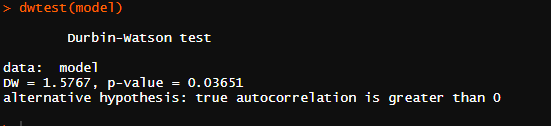 > dwtest(model)
Durbin-Watson test
data:  model
DW = 1.5767, p-value = 0.03651
alternative hypothesis: true autocorrelation is greater than 0